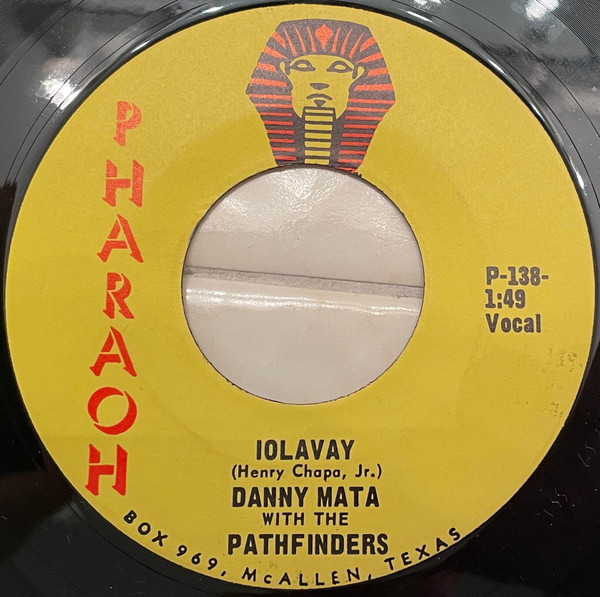 PHARAOH
P-138-
1:49
Vocal
IOLAVAY
(Henry Chapa, Jr.)
DANNY MATA
WITH THE
PATHFINDERS
BOX 969, McALLEN, TEXAS